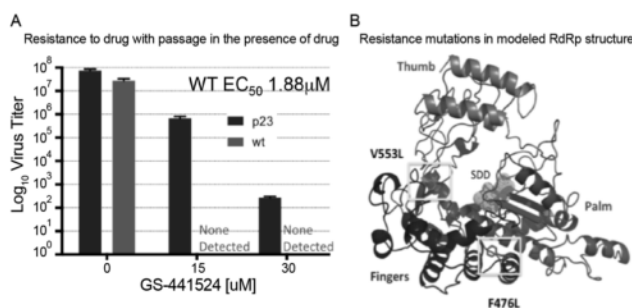 A
Resistance to drug with passage in the presence of drug
WT EC50 1.88μM
p23
wt
Log10 Virus Titer
10^8
10^7
10^6
10^5
10^4
10^3
10^2
10^1
10^0
None
Detected
None
Detected
0
15
30
GS-441524 [uM]
B
Resistance mutations in modeled RdRp structure
Thumb
V553L
SDD
Palm
Fingers
F476L